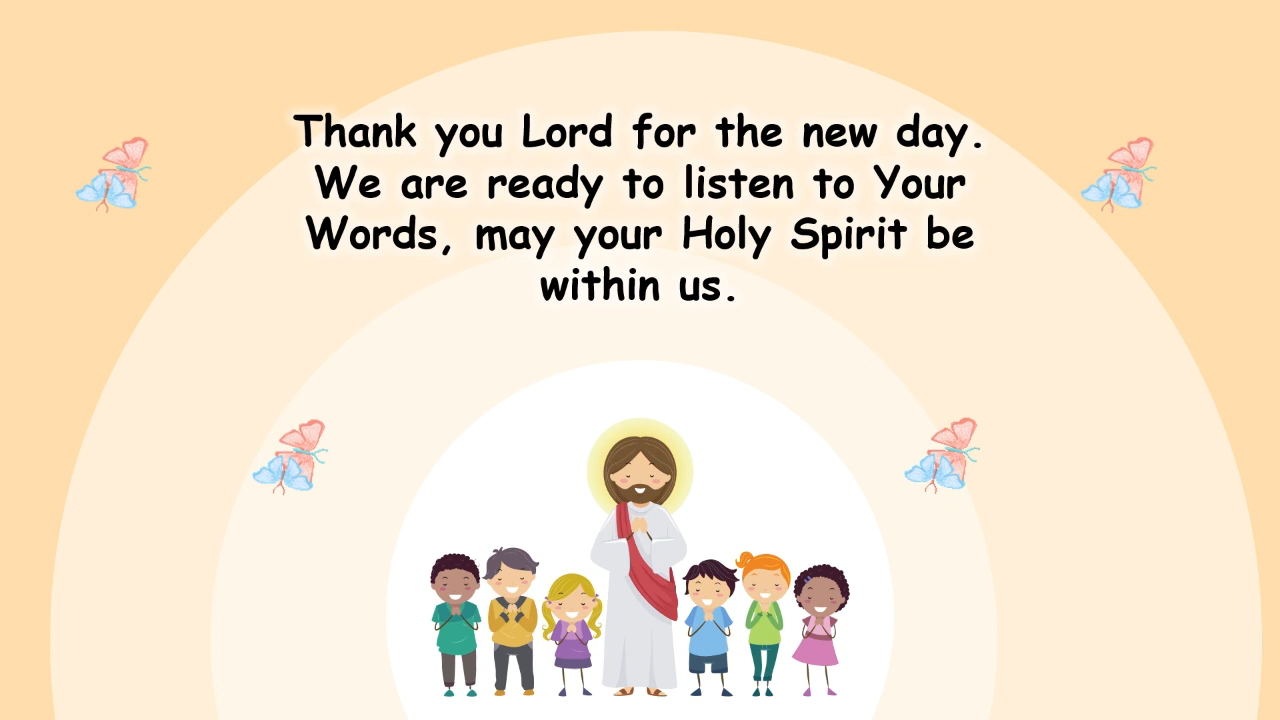 Thank you Lord for the new day.
We are ready to listen to Your
Words, may your Holy Spirit be
within us.